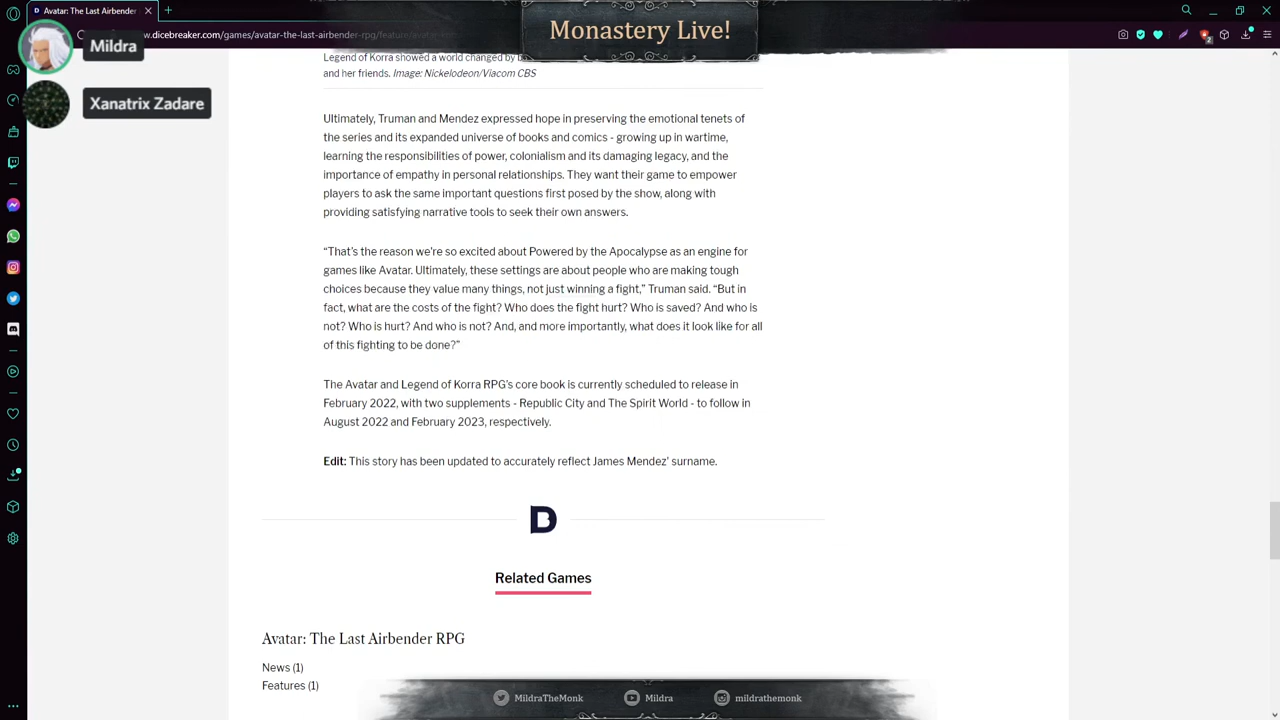 Avatar: The Last Airbender RPG
Monastery Live!
Mildra
Xanatrix Zadare
Legend of Korra showed a world changed by
and her friends. Image: Nickelodeon/Viacom CBS
Ultimately, Truman and Mendez expressed hope in preserving the emotional tenets of
the series and its expanded universe of books and comics - growing up in wartime,
learning the responsibilities of power, colonialism and its damaging legacy, and the
importance of empathy in personal relationships. They want their game to empower
players to ask the same important questions first posed by the show, along with
providing satisfying narrative tools to seek their own answers.
“That’s the reason we’re so excited about Powered by the Apocalypse as an engine for
games like Avatar. Ultimately, these settings are about people who are making tough
choices because they value many things, not just winning a fight,” Truman said. “But in
fact, what are the costs of the fight? Who does the fight hurt? Who is saved? And who is
not? Who is hurt? And who is not? And, and more importantly, what does it look like for all
of this fighting to be done?”
The Avatar and Legend of Korra RPG’s core book is currently scheduled to release in
February 2022, with two supplements - Republic City and The Spirit World - to follow in
August 2022 and February 2023, respectively.
Edit: This story has been updated to accurately reflect James Mendez’ surname.
Related Games
Avatar: The Last Airbender RPG
News (1)
Features (1)
MildraTheMonk
Mildra
mildrathemonk